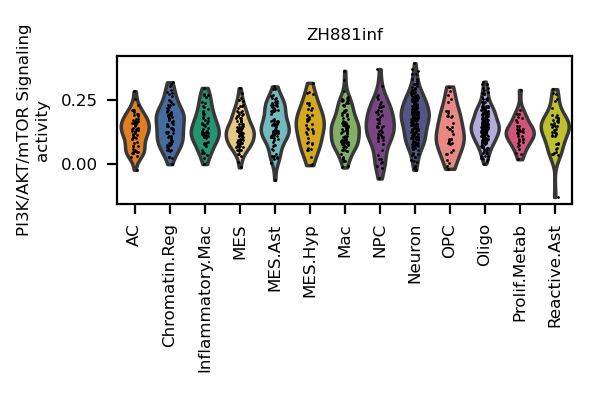 ZH881inf
PI3K/AKT/mTOR Signaling
activity
0.25
0.00
AC
Chromatin.Reg
Inflammatory.Mac
MES
MES.Ast
MES.Hyp
Mac
NPC
Neuron
OPC
Oligo
Prolif.Metab
Reactive.Ast